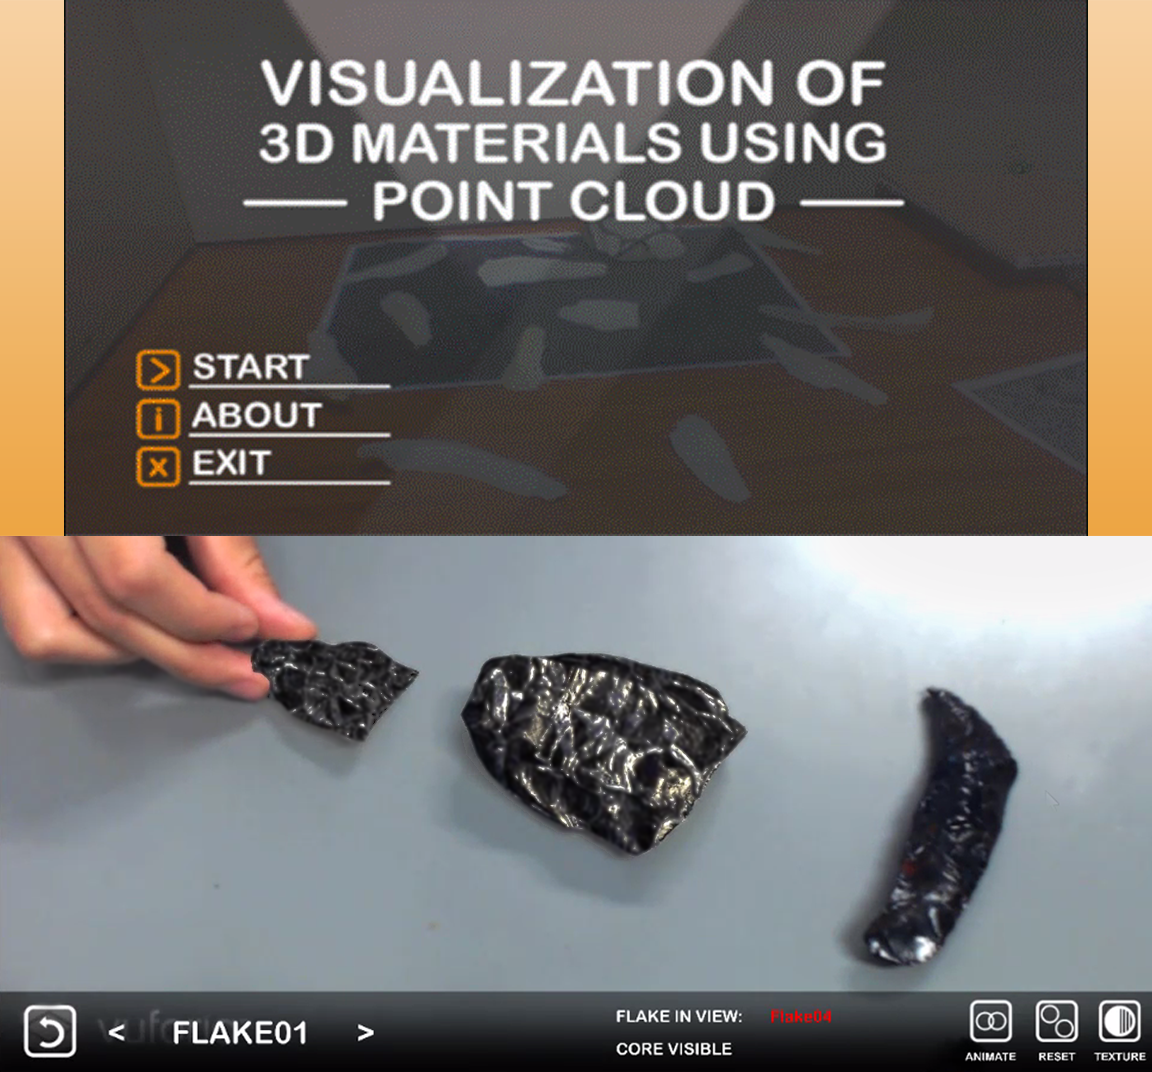 VISUALIZATION OF
3D MATERIALS USING
POINT CLOUD
> START
i ABOUT
x EXIT
< FLAKE01 >
FLAKE IN VIEW: Flake04
CORE VISIBLE
ANIMATE RESET TEXTURE